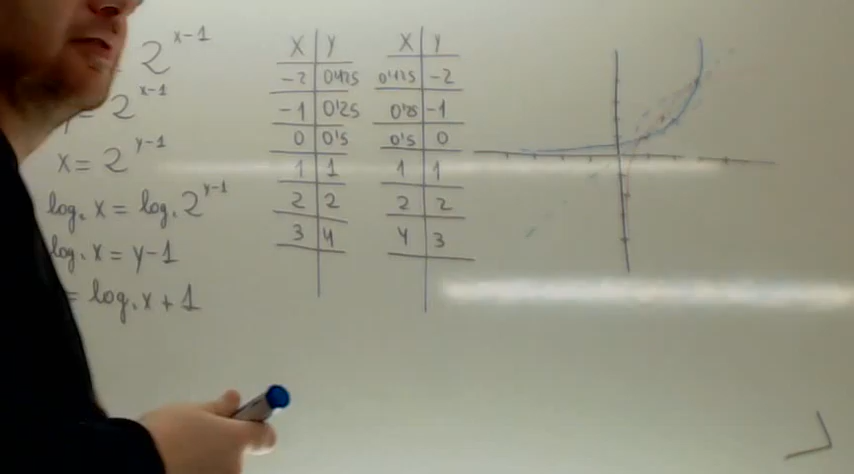 = 2^{x-1}
y = 2^{x-1}
x = 2^{y-1}
log₂ x = log₂ 2^{y-1}
log₂ x = y-1
= log₂ x + 1
X | Y
-2 | 0'125
-1 | 0'25
0 | 0'5
1 | 1
2 | 2
3 | 4
X | Y
0'125 | -2
0'25 | -1
0'5 | 0
1 | 1
2 | 2
4 | 3